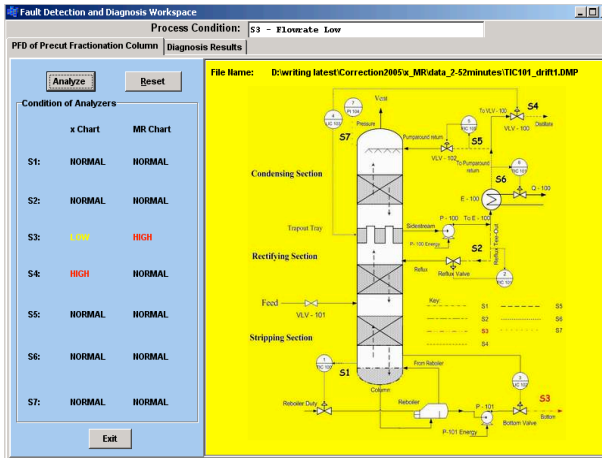 Fault Detection and Diagnosis Workspace
Process Condition: S3 - Flowrate Low
PFD of Precut Fractionation Column Diagnosis Results
Analyze Reset
Condition of Analyzers
x Chart MR Chart
S1: NORMAL NORMAL
S2: NORMAL NORMAL
S3: LOW HIGH
S4: HIGH NORMAL
S5: NORMAL NORMAL
S6: NORMAL NORMAL
S7: NORMAL NORMAL
Exit
File Name: D:\writing latest\Correction2005\x_MR\data_2-52minutes\TIC101_drift1.DMP
Vent
To VLV - 100
S4
VLV - 100
Distillate
Pressure
S7
Pumparound return
S5
VLV - 102
To Pumparound
return
S6
Q - 100
E - 100
Condensing Section
Trapout Tray
Sidestream
P - 100
To E - 100
P-100 Energy
Reflux Tee-Out
S2
Rectifying Section
Reflux
Reflux Valve
Feed
VLV - 101
Key:
S1
S2
S3
S4
S5
S6
S7
Stripping Section
From Reboiler
S1
Column
Reboiler Duty
Reboiler
P - 101
P-101 Energy
S3
Bottom
Bottom Valve